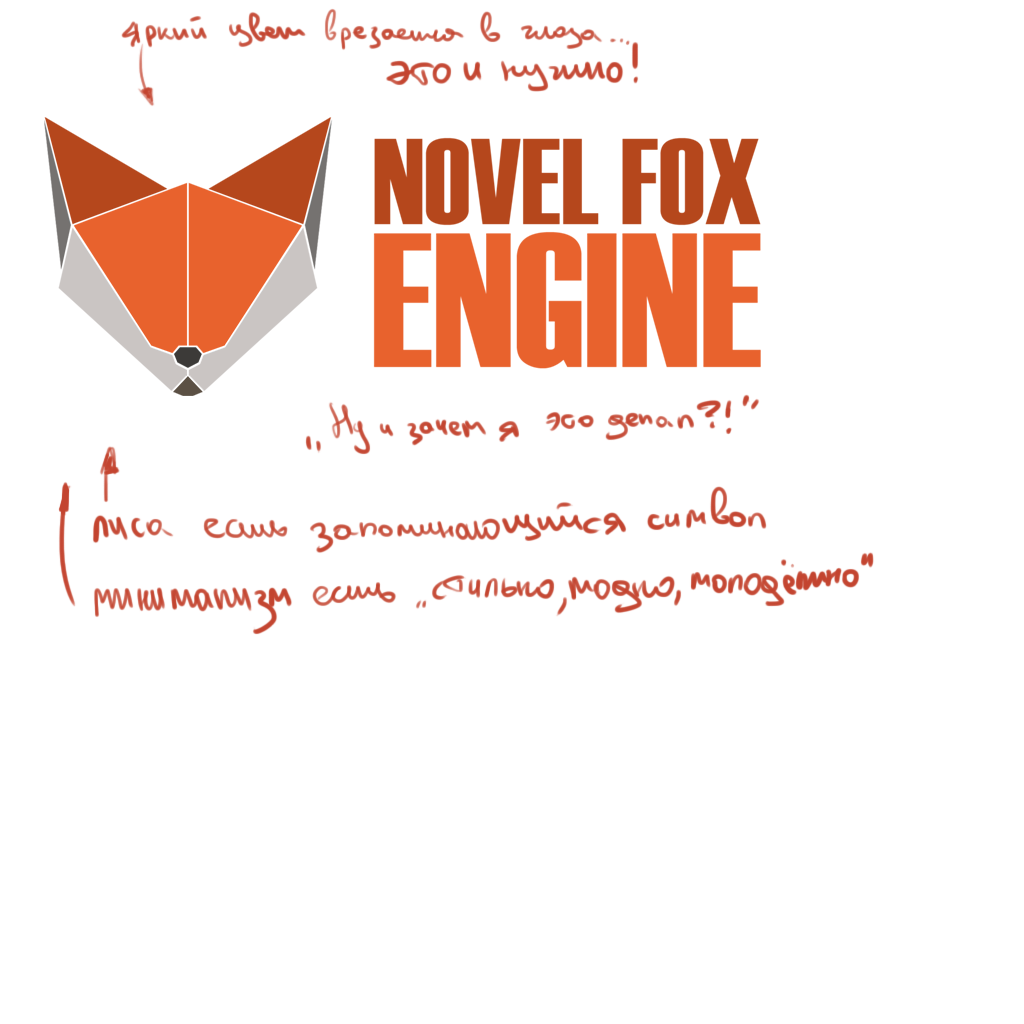 яркий цвет врезается в глаза...
это и нужно!
NOVEL FOX
ENGINE
„Ну и зачем я это делал?!”
лиса есть запоминающийся символ
минимализм есть „стильно, модно, молодёжно“